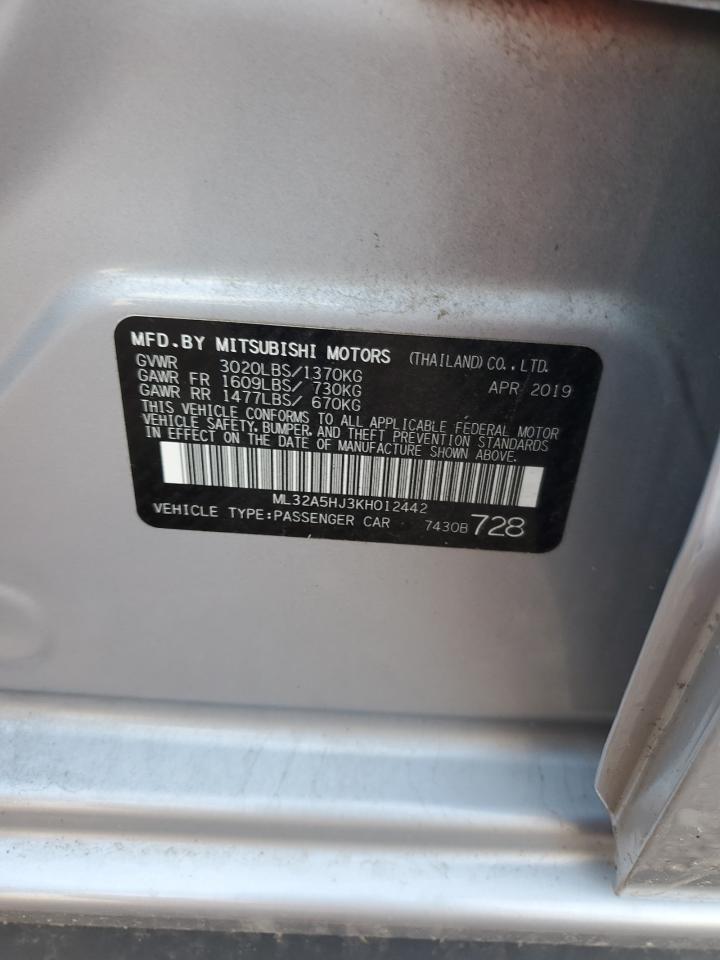 MFD.BY MITSUBISHI MOTORS (THAILAND) CO., LTD.
GVWR 3020LBS/1370KG APR 2019
GAWR FR 1609LBS/ 730KG
GAWR RR 1477LBS/ 670KG
THIS VEHICLE CONFORMS TO ALL APPLICABLE FEDERAL MOTOR
VEHICLE SAFETY, BUMPER, AND THEFT PREVENTION STANDARDS
IN EFFECT ON THE DATE OF MANUFACTURE SHOWN ABOVE.
ML32A5HJ3KH012442
VEHICLE TYPE:PASSENGER CAR 7430B 728